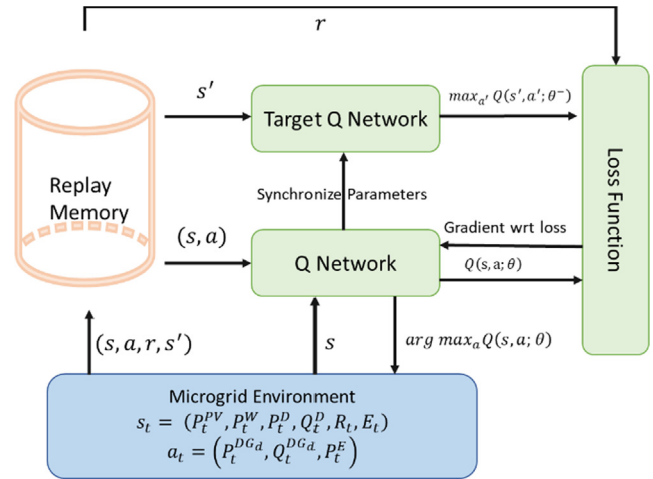 r
s′
Target Q Network
max_{a′} Q(s′, a′; θ⁻)
Replay
Memory
Synchronize Parameters
Loss Function
(s, a)
Q Network
Gradient wrt loss
Q(s, a; θ)
(s, a, r, s′)
s
arg max_a Q(s, a; θ)
Microgrid Environment
s_t = (P_t^{PV}, P_t^W, P_t^D, Q_t^D, R_t, E_t)
a_t = (P_t^{DG_d}, Q_t^{DG_d}, P_t^E)